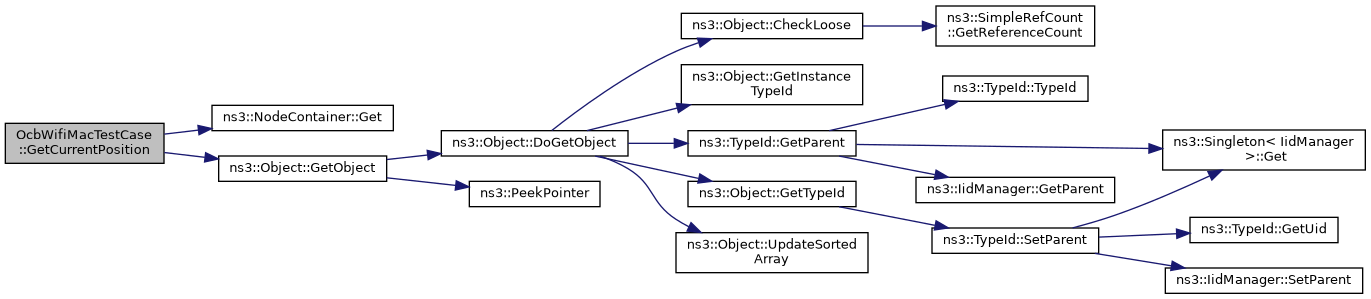 OcbWifiMacTestCase
::GetCurrentPosition
ns3::NodeContainer::Get
ns3::Object::GetObject
ns3::Object::DoGetObject
ns3::PeekPointer
ns3::Object::CheckLoose
ns3::Object::GetInstance
TypeId
ns3::TypeId::GetParent
ns3::Object::GetTypeId
ns3::Object::UpdateSorted
Array
ns3::SimpleRefCount
::GetReferenceCount
ns3::TypeId::TypeId
ns3::IidManager::GetParent
ns3::TypeId::SetParent
ns3::Singleton< IidManager
>::Get
ns3::TypeId::GetUid
ns3::IidManager::SetParent